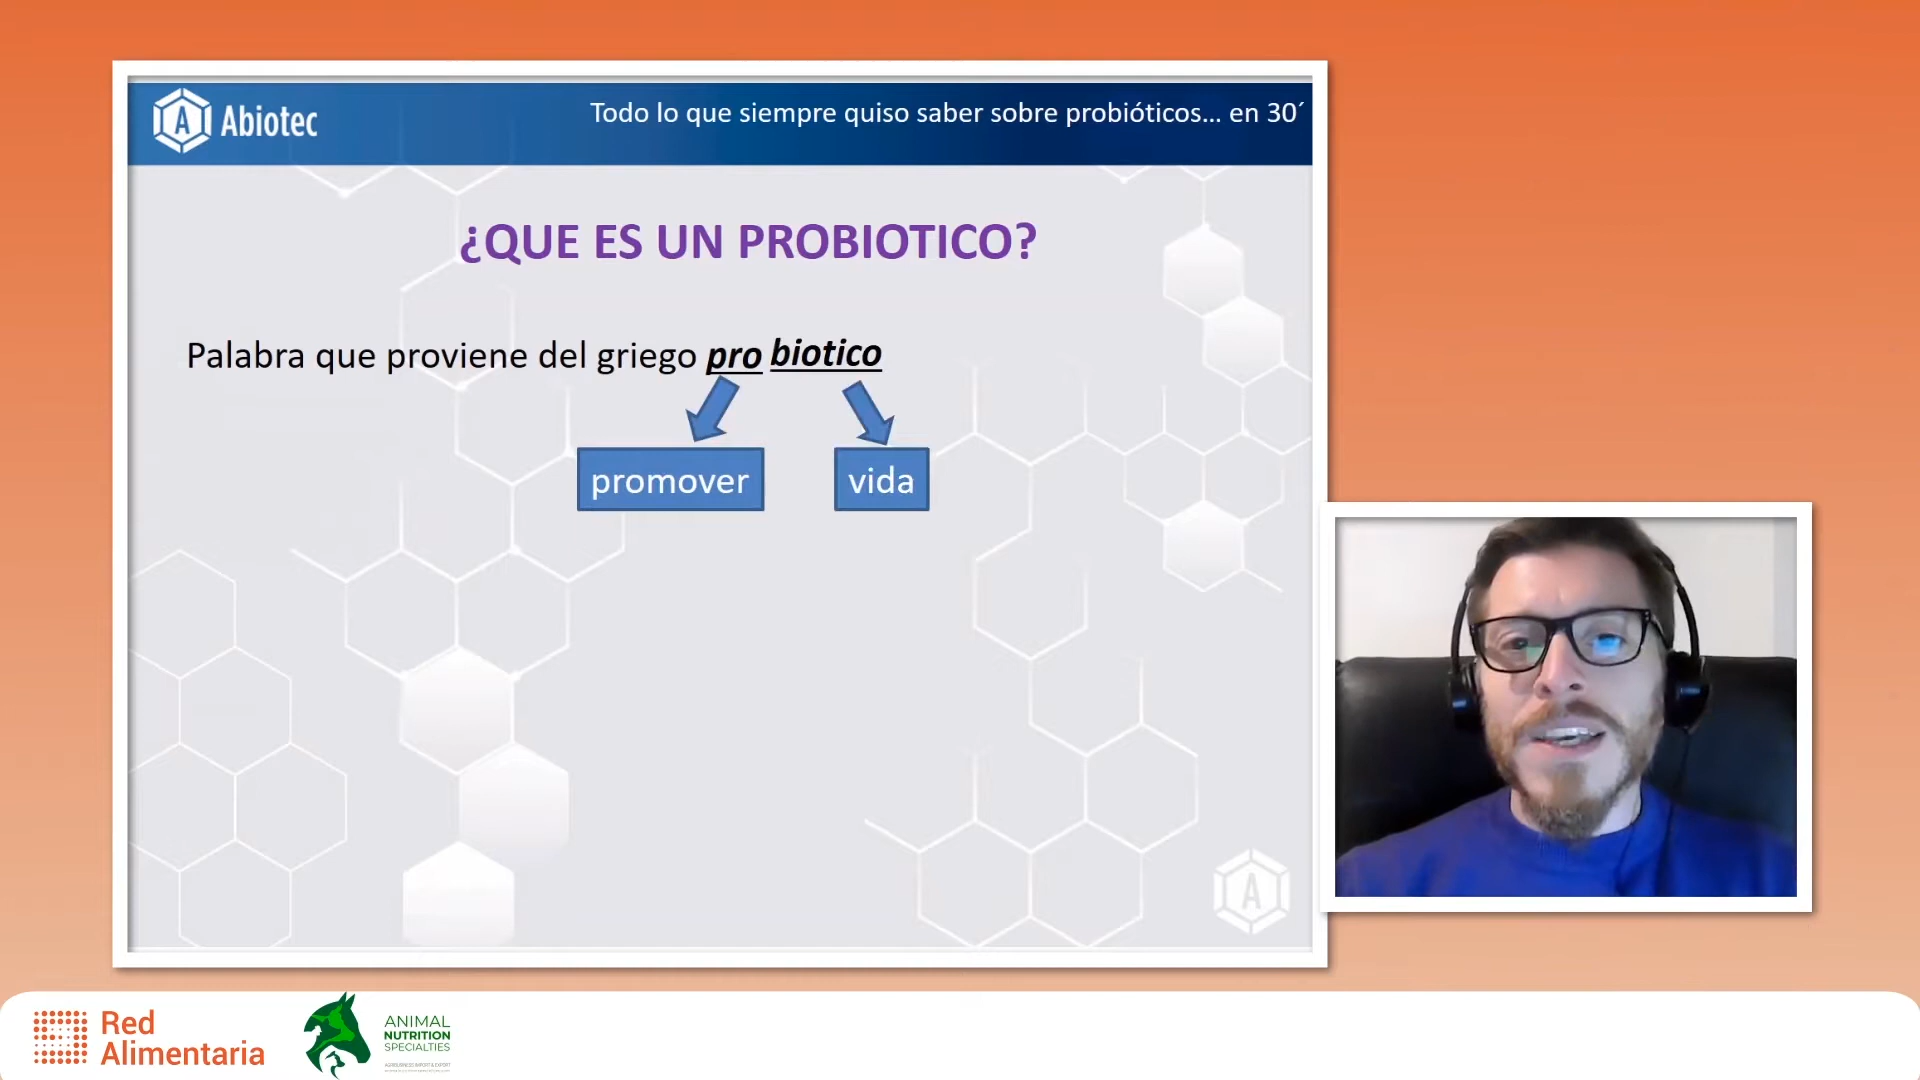 Abiotec
Todo lo que siempre quiso saber sobre probióticos... en 30´
¿QUE ES UN PROBIOTICO?
Palabra que proviene del griego pro biotico
promover
vida
A
Red
Alimentaria
ANIMAL
NUTRITION
SPECIALTIES